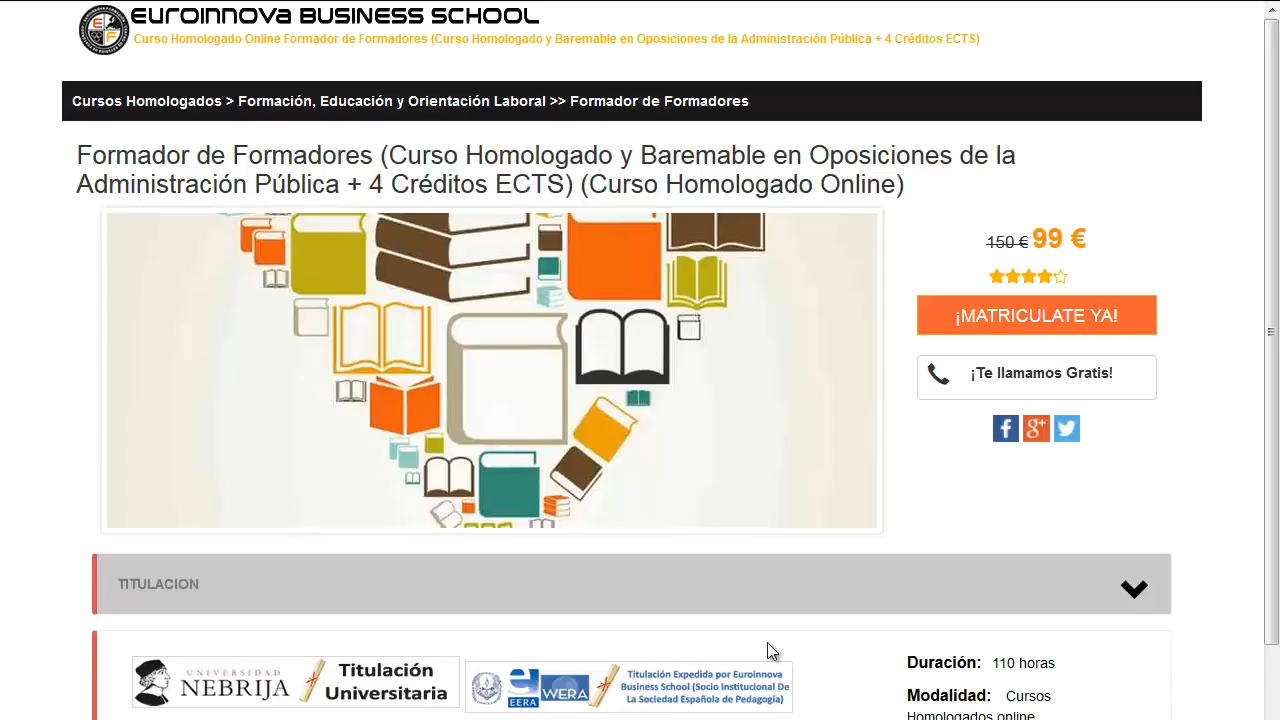 EUROINNOVA BUSINESS SCHOOL
Curso Homologado Online Formador de Formadores (Curso Homologado y Baremable en Oposiciones de la Administración Pública + 4 Créditos ECTS)
Cursos Homologados > Formación, Educación y Orientación Laboral >> Formador de Formadores
Formador de Formadores (Curso Homologado y Baremable en Oposiciones de la
Administración Pública + 4 Créditos ECTS) (Curso Homologado Online)
150 € 99 €
¡MATRICULATE YA!
¡Te llamamos Gratis!
TITULACION
UNIVERSIDAD
NEBRIJA
Titulación
Universitaria
EERA
WERA
Titulación Expedida por Euroinnova
Business School (Socio Institucional De
La Sociedad Española de Pedagogía)
Duración: 110 horas
Modalidad: Cursos
Homologados online